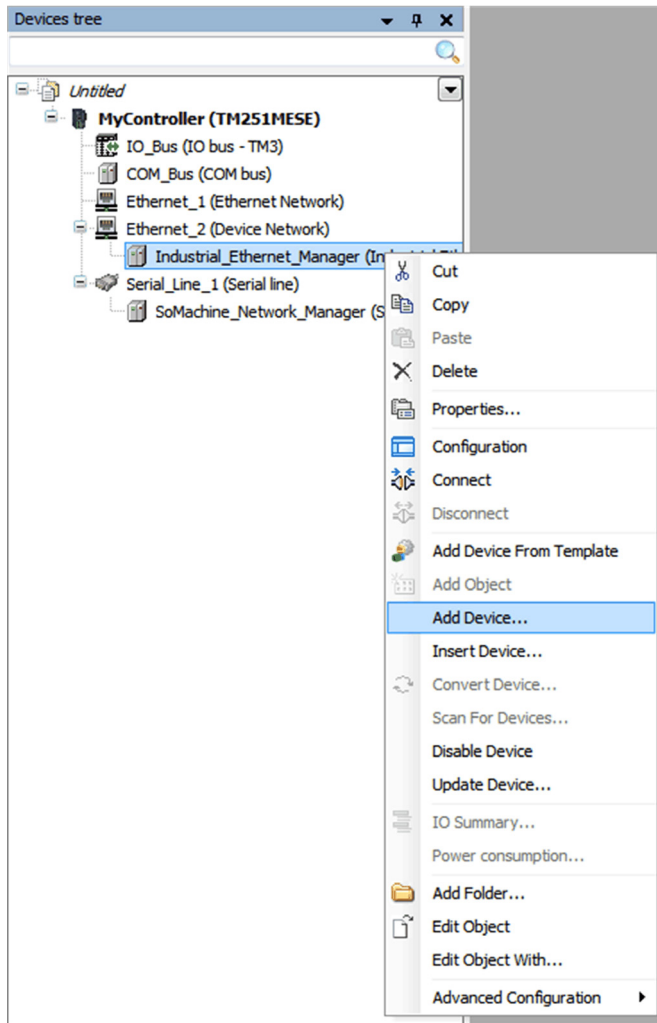 Devices tree
Untitled
MyController (TM251MESE)
IO_Bus (IO bus - TM3)
COM_Bus (COM bus)
Ethernet_1 (Ethernet Network)
Ethernet_2 (Device Network)
Industrial_Ethernet_Manager (In
Serial_Line_1 (Serial line)
SoMachine_Network_Manager (S
Cut
Copy
Paste
Delete
Properties...
Configuration
Connect
Disconnect
Add Device From Template
Add Object
Add Device...
Insert Device...
Convert Device...
Scan For Devices...
Disable Device
Update Device...
IO Summary...
Power consumption...
Add Folder...
Edit Object
Edit Object With...
Advanced Configuration